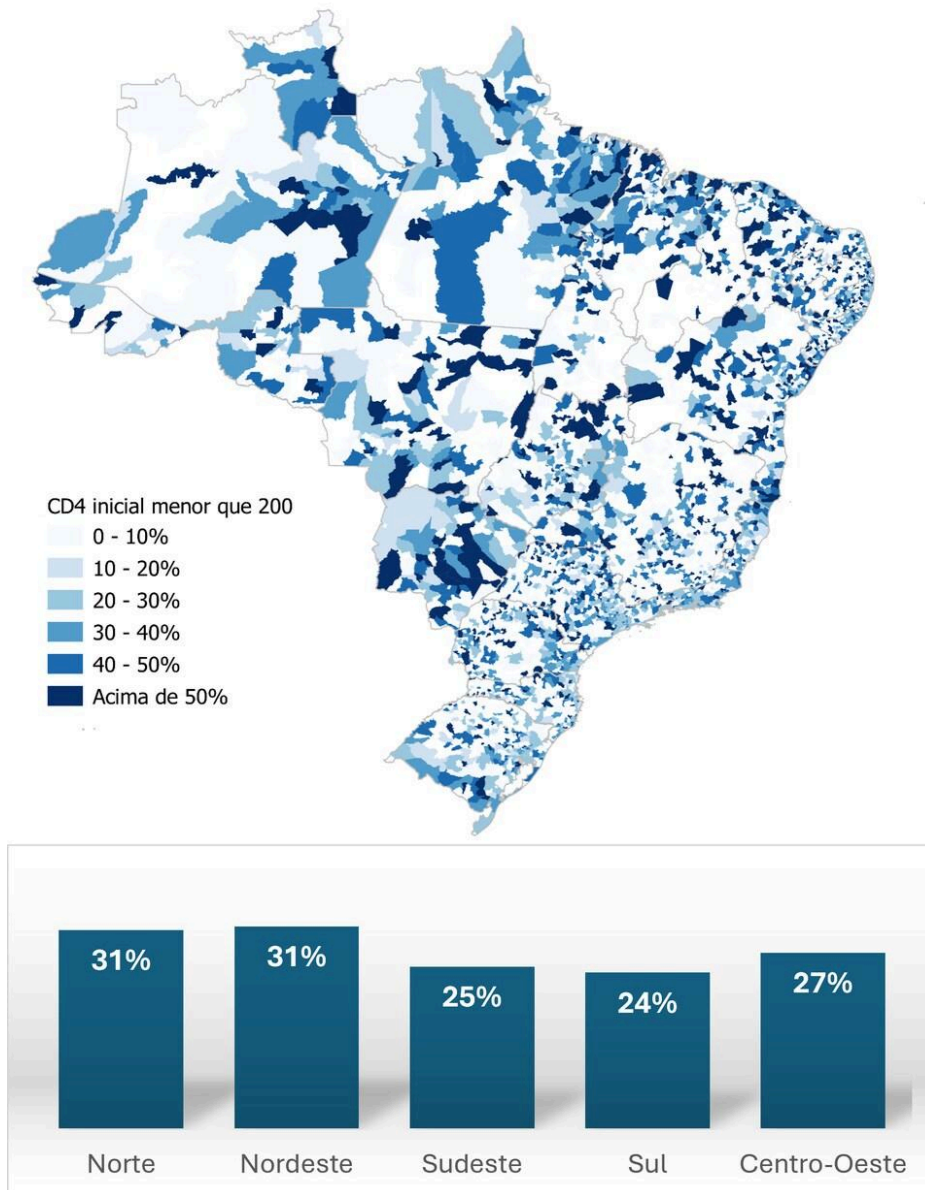 CD4 inicial menor que 200
0 - 10%
10 - 20%
20 - 30%
30 - 40%
40 - 50%
Acima de 50%
31%
31%
25%
24%
27%
Norte
Nordeste
Sudeste
Sul
Centro-Oeste